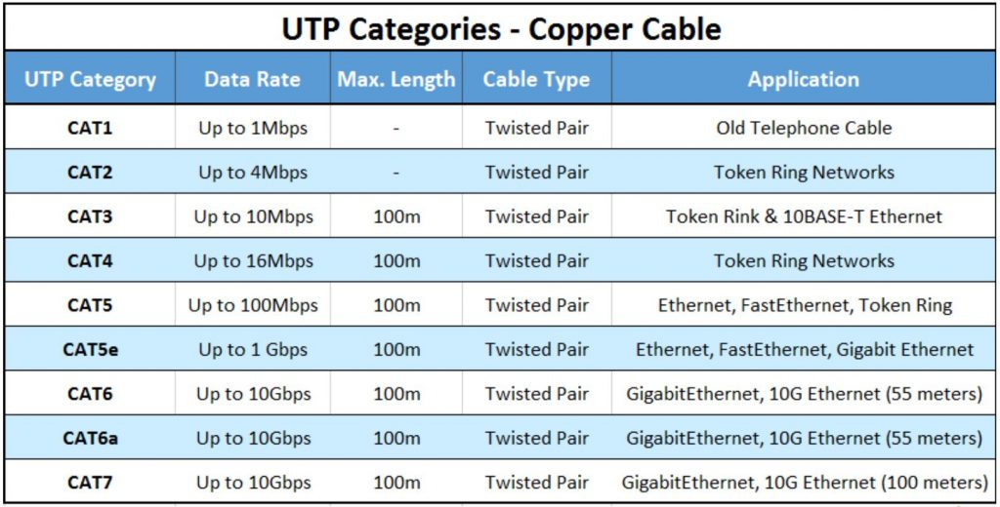 UTP Categories - Copper Cable
UTP Category Data Rate Max. Length Cable Type Application
CAT1 Up to 1Mbps - Twisted Pair Old Telephone Cable
CAT2 Up to 4Mbps - Twisted Pair Token Ring Networks
CAT3 Up to 10Mbps 100m Twisted Pair Token Rink & 10BASE-T Ethernet
CAT4 Up to 16Mbps 100m Twisted Pair Token Ring Networks
CAT5 Up to 100Mbps 100m Twisted Pair Ethernet, FastEthernet, Token Ring
CAT5e Up to 1 Gbps 100m Twisted Pair Ethernet, FastEthernet, Gigabit Ethernet
CAT6 Up to 10Gbps 100m Twisted Pair GigabitEthernet, 10G Ethernet (55 meters)
CAT6a Up to 10Gbps 100m Twisted Pair GigabitEthernet, 10G Ethernet (55 meters)
CAT7 Up to 10Gbps 100m Twisted Pair GigabitEthernet, 10G Ethernet (100 meters)